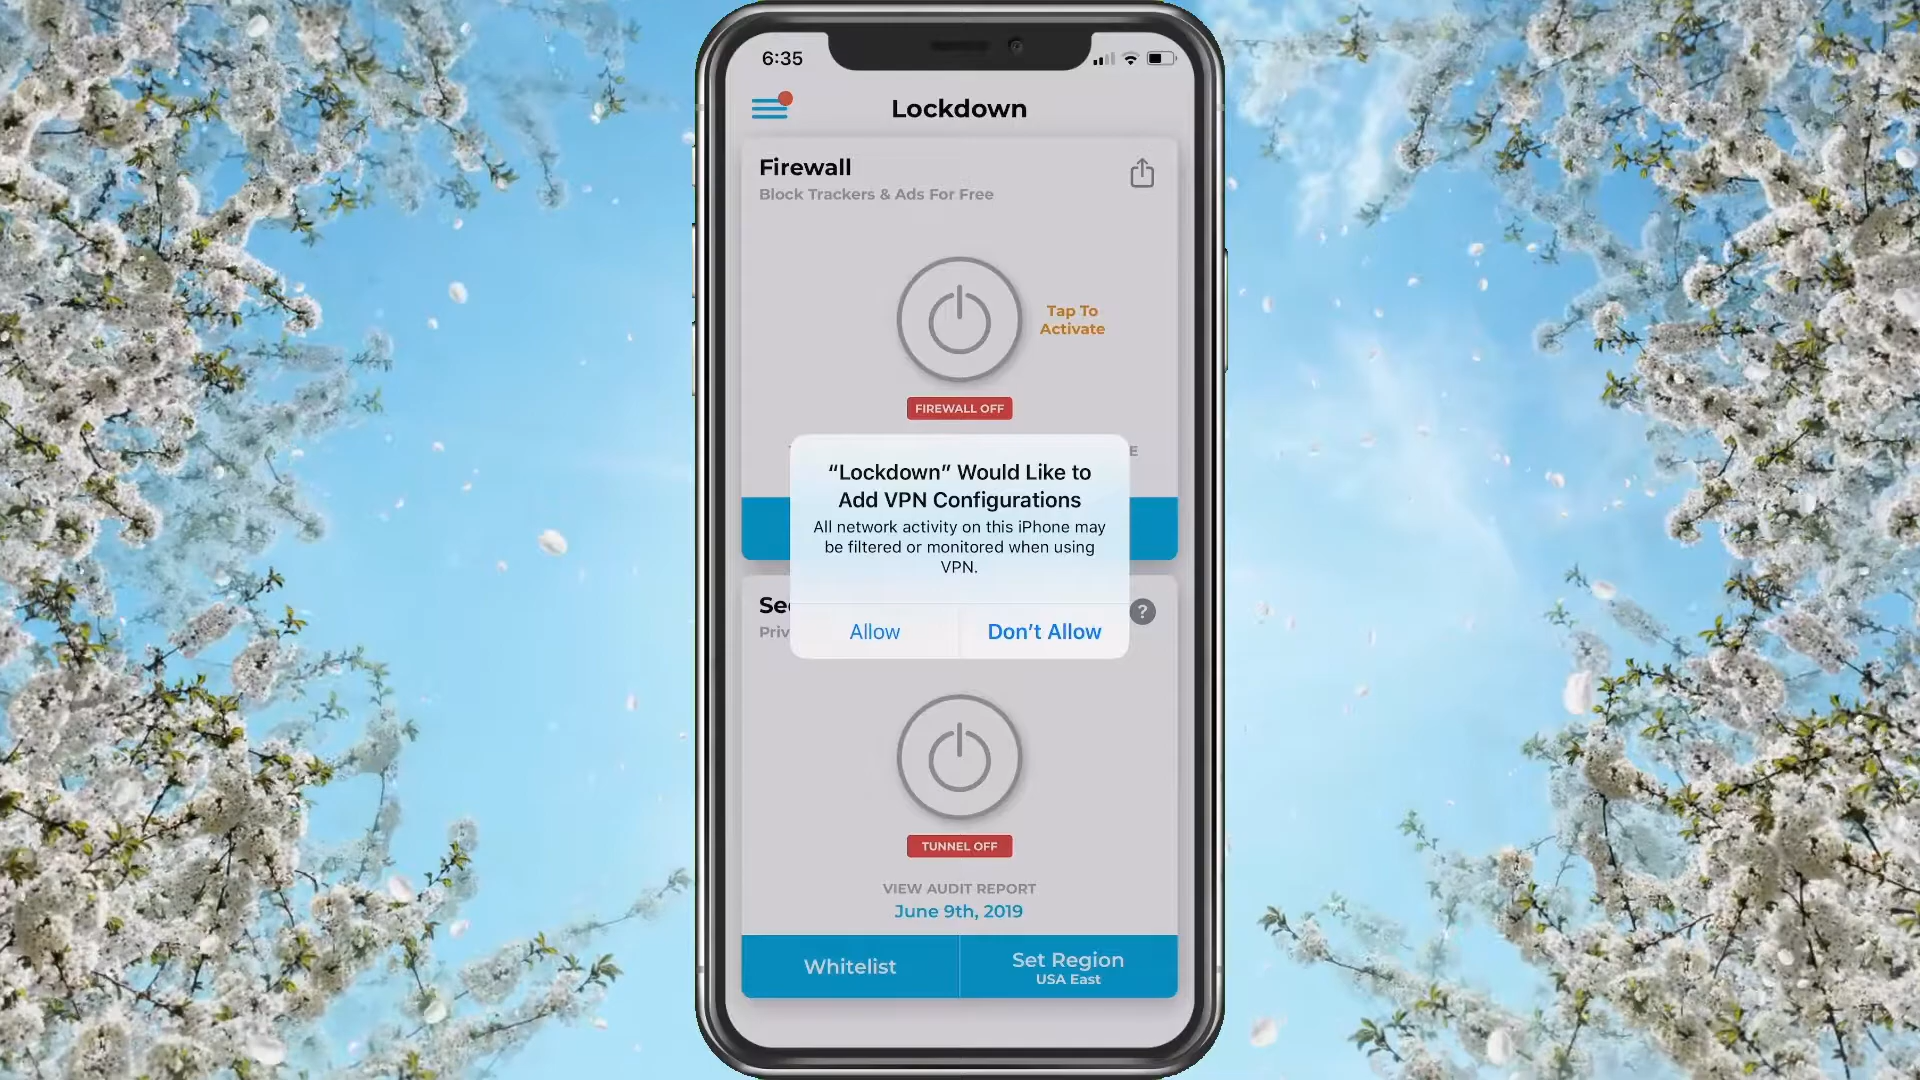 6:35
Lockdown
Firewall
Block Trackers & Ads For Free
Tap To
Activate
FIREWALL OFF
E
“Lockdown” Would Like to
Add VPN Configurations
All network activity on this iPhone may
be filtered or monitored when using
VPN.
Allow
Don’t Allow
?
TUNNEL OFF
VIEW AUDIT REPORT
June 9th, 2019
Whitelist
Set Region
USA East